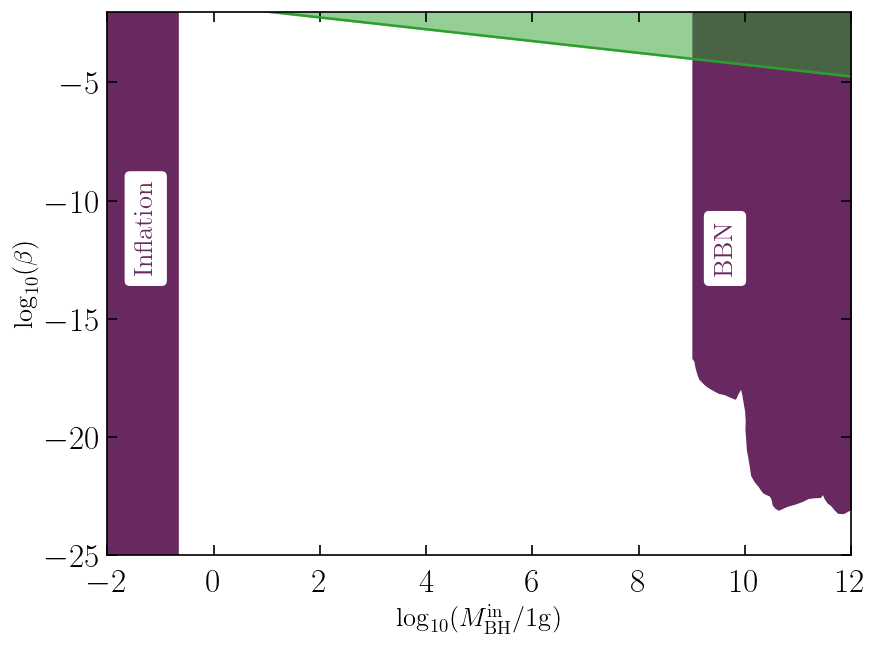 −5
−10
−15
−20
−25
log₁₀(β)
Inflation
BBN
−2 0 2 4 6 8 10 12
log₁₀(M_BH^in/1g)